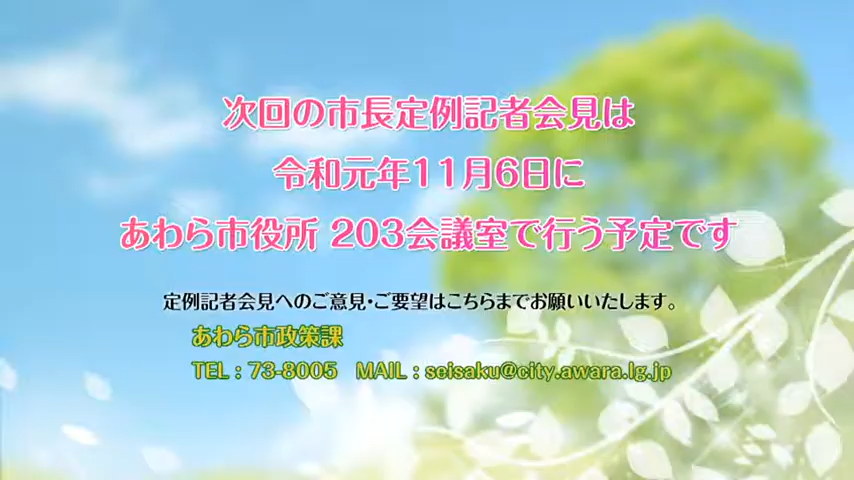 次回の市長定例記者会見は
令和元年11月6日に
あわら市役所 203会議室で行う予定です
定例記者会見へのご意見・ご要望はこちらまでお願いいたします。
あわら市政策課
TEL：73-8005 MAIL：seisaku@city.awara.lg.jp